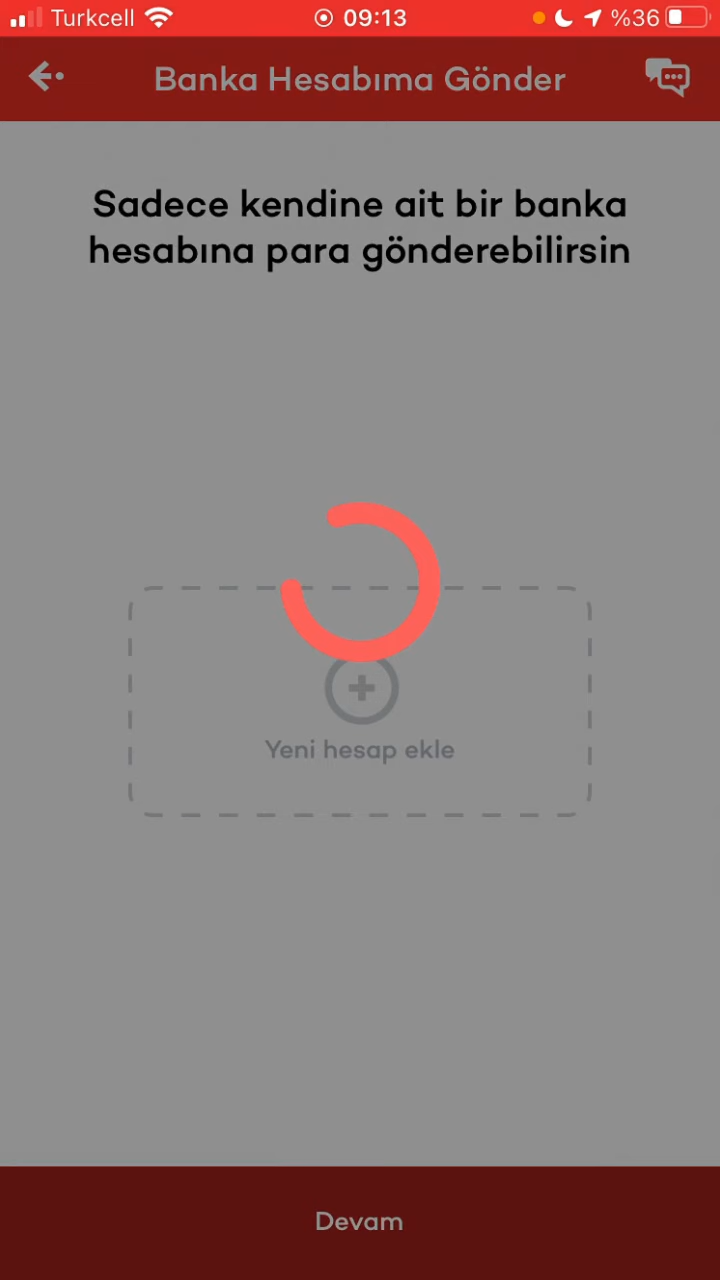 Turkcell 09:13 %36
Banka Hesabıma Gönder
Sadece kendine ait bir banka
hesabına para gönderebilirsin
Yeni hesap ekle
Devam